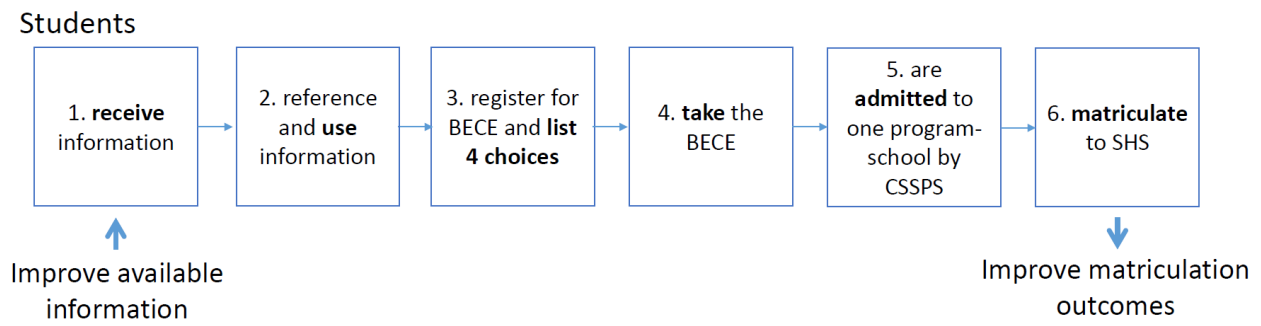 Students
1. receive
information
2. reference
and use
information
3. register for
BECE and list
4 choices
4. take the
BECE
5. are
admitted to
one program-
school by
CSSPS
6. matriculate
to SHS
Improve available
information
Improve matriculation
outcomes